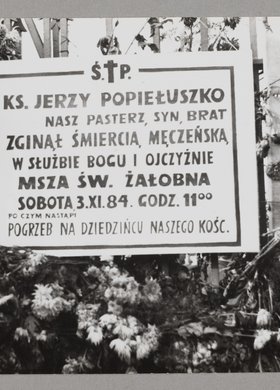 Ś.†P.
KS. JERZY POPIEŁUSZKO
NASZ PASTERZ, SYN, BRAT
ZGINĄŁ ŚMIERCIĄ MĘCZEŃSKĄ
W SŁUŻBIE BOGU I OJCZYŹNIE
MSZA ŚW. ŻAŁOBNA
SOBOTA 3.XI.84. GODZ. 11⁰⁰
PO CZYM NASTĄPI
POGRZEB NA DZIEDZIŃCU NASZEGO KOŚC.